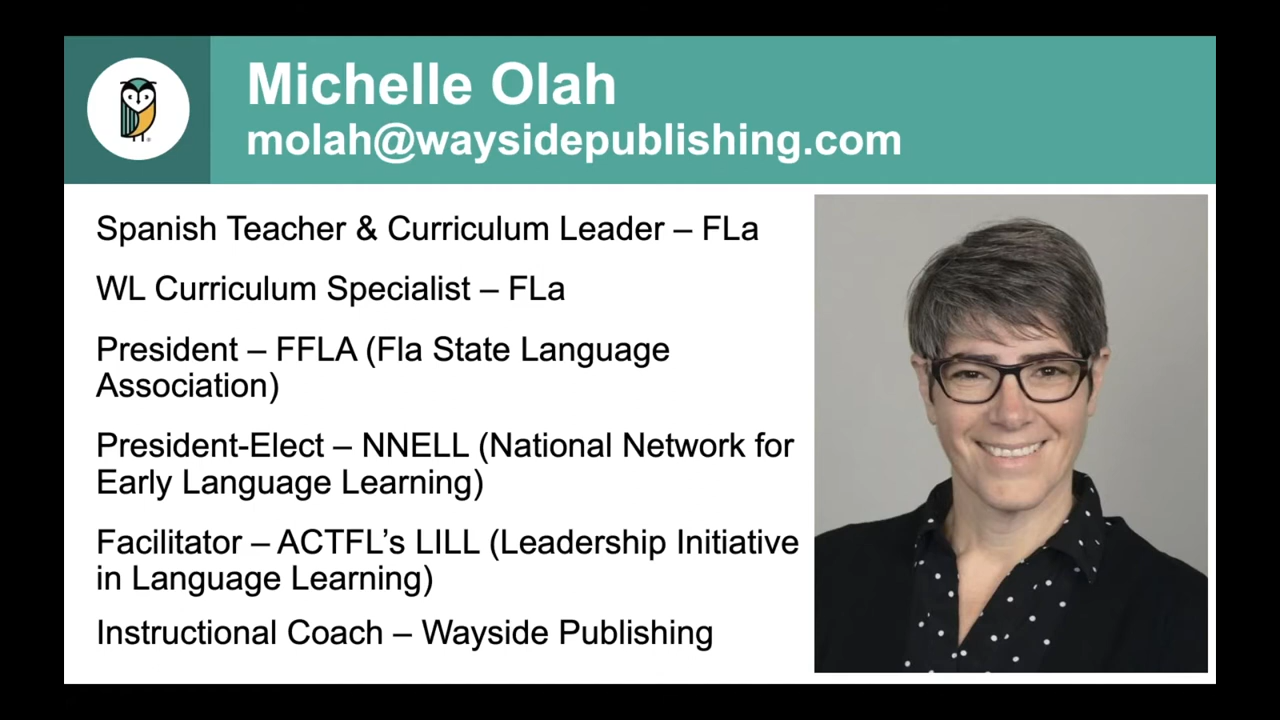 Michelle Olah
molah@waysidepublishing.com
Spanish Teacher & Curriculum Leader – FLa
WL Curriculum Specialist – FLa
President – FFLA (Fla State Language
Association)
President-Elect – NNELL (National Network for
Early Language Learning)
Facilitator – ACTFL’s LILL (Leadership Initiative
in Language Learning)
Instructional Coach – Wayside Publishing